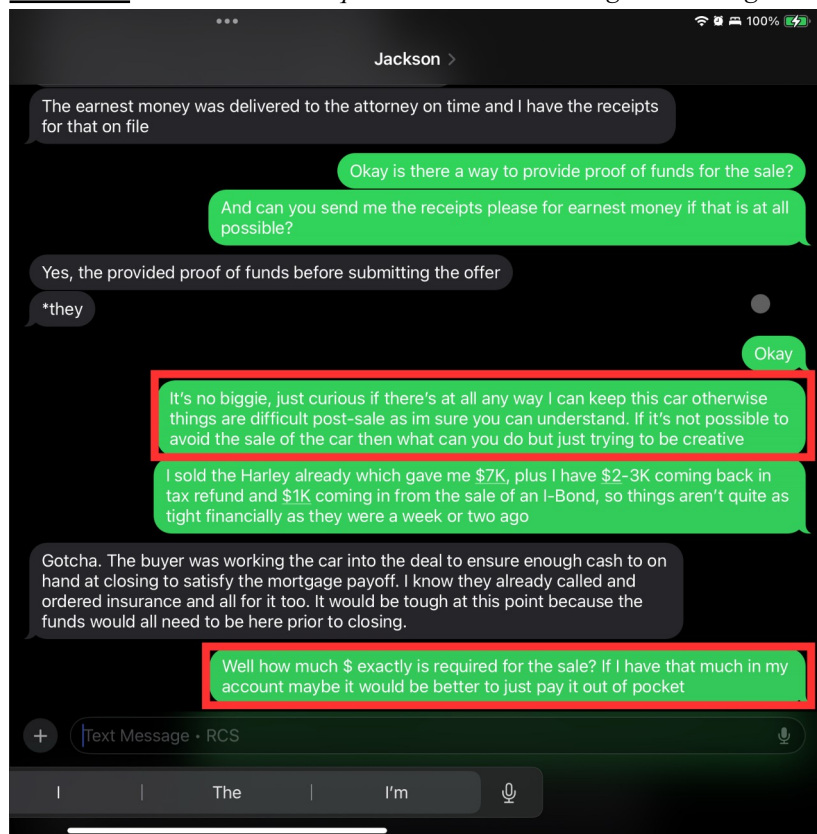 100%
Jackson >
The earnest money was delivered to the attorney on time and I have the receipts
for that on file
Okay is there a way to provide proof of funds for the sale?
And can you send me the receipts please for earnest money if that is at all
possible?
Yes, the provided proof of funds before submitting the offer
*they
Okay
It's no biggie, just curious if there's at all any way I can keep this car otherwise
things are difficult post-sale as im sure you can understand. If it's not possible to
avoid the sale of the car then what can you do but just trying to be creative
I sold the Harley already which gave me $7K, plus I have $2-3K coming back in
tax refund and $1K coming in from the sale of an I-Bond, so things aren't quite as
tight financially as they were a week or two ago
Gotcha. The buyer was working the car into the deal to ensure enough cash to on
hand at closing to satisfy the mortgage payoff. I know they already called and
ordered insurance and all for it too. It would be tough at this point because the
funds would all need to be here prior to closing.
Well how much $ exactly is required for the sale? If I have that much in my
account maybe it would be better to just pay it out of pocket
Text Message • RCS
I
The
I'm